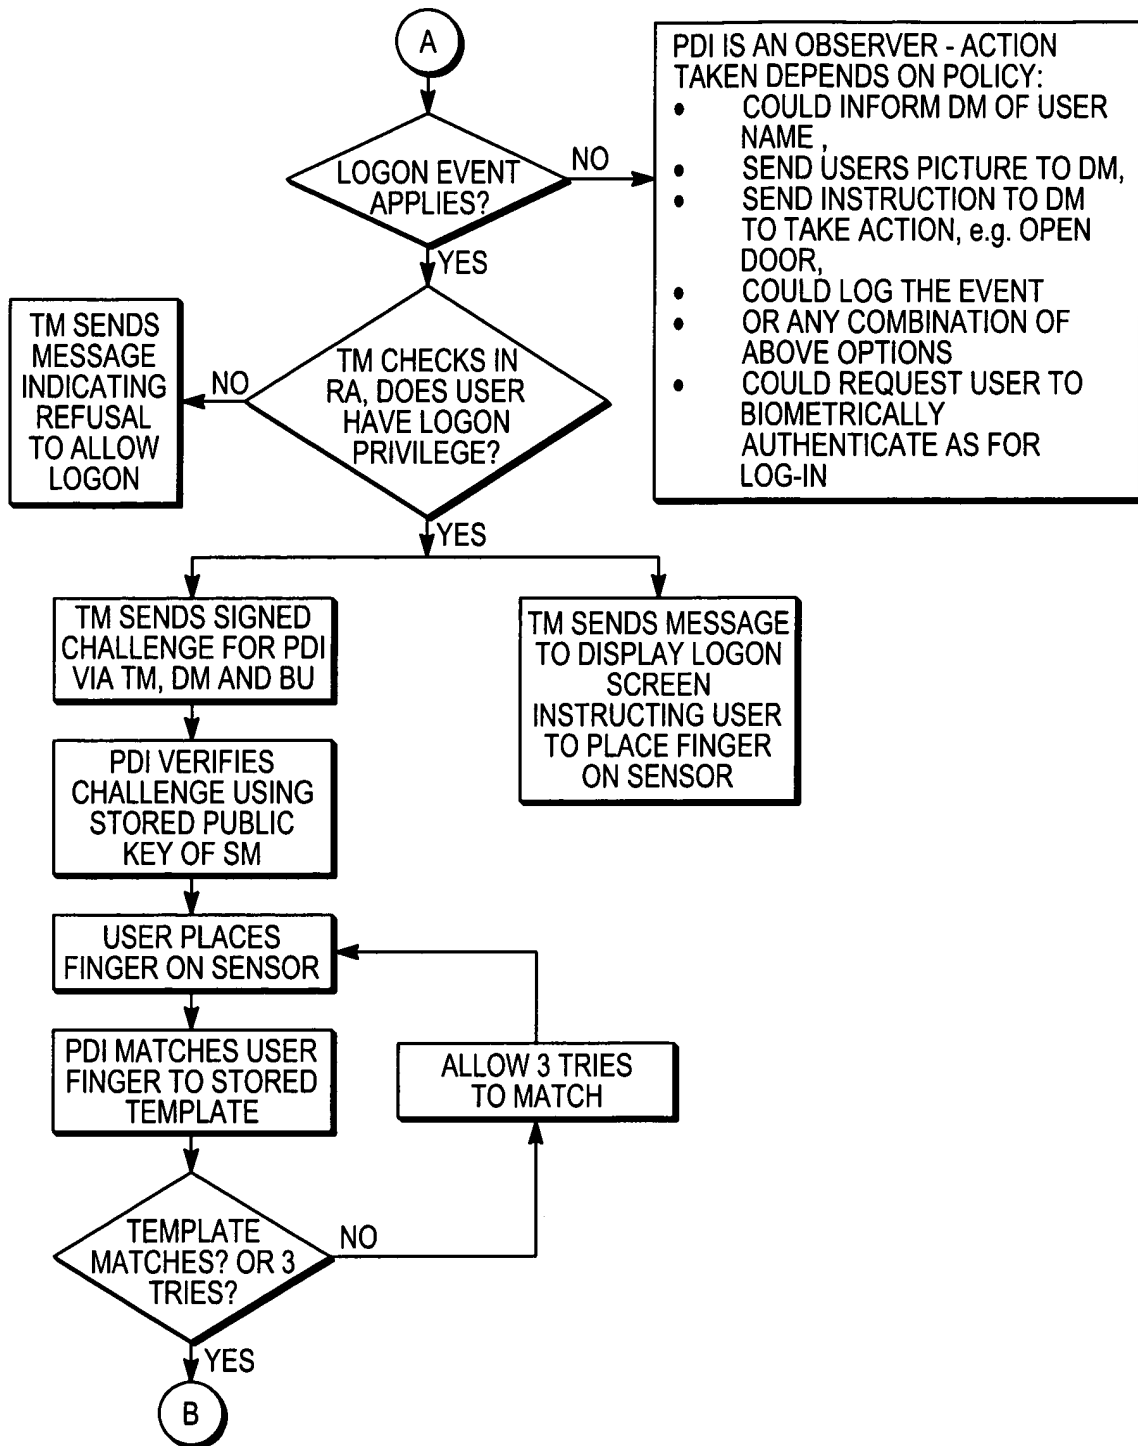 A
PDI IS AN OBSERVER - ACTION
TAKEN DEPENDS ON POLICY:
• COULD INFORM DM OF USER
NAME ,
• SEND USERS PICTURE TO DM,
• SEND INSTRUCTION TO DM
TO TAKE ACTION, e.g. OPEN
DOOR,
• COULD LOG THE EVENT
• OR ANY COMBINATION OF
ABOVE OPTIONS
• COULD REQUEST USER TO
BIOMETRICALLY
AUTHENTICATE AS FOR
LOG-IN
LOGON EVENT
APPLIES?
NO
YES
TM CHECKS IN
RA, DOES USER
HAVE LOGON
PRIVILEGE?
NO
TM SENDS
MESSAGE
INDICATING
REFUSAL
TO ALLOW
LOGON
YES
TM SENDS SIGNED
CHALLENGE FOR PDI
VIA TM, DM AND BU
TM SENDS MESSAGE
TO DISPLAY LOGON
SCREEN
INSTRUCTING USER
TO PLACE FINGER
ON SENSOR
PDI VERIFIES
CHALLENGE USING
STORED PUBLIC
KEY OF SM
USER PLACES
FINGER ON SENSOR
PDI MATCHES USER
FINGER TO STORED
TEMPLATE
ALLOW 3 TRIES
TO MATCH
TEMPLATE
MATCHES? OR 3
TRIES?
NO
YES
B